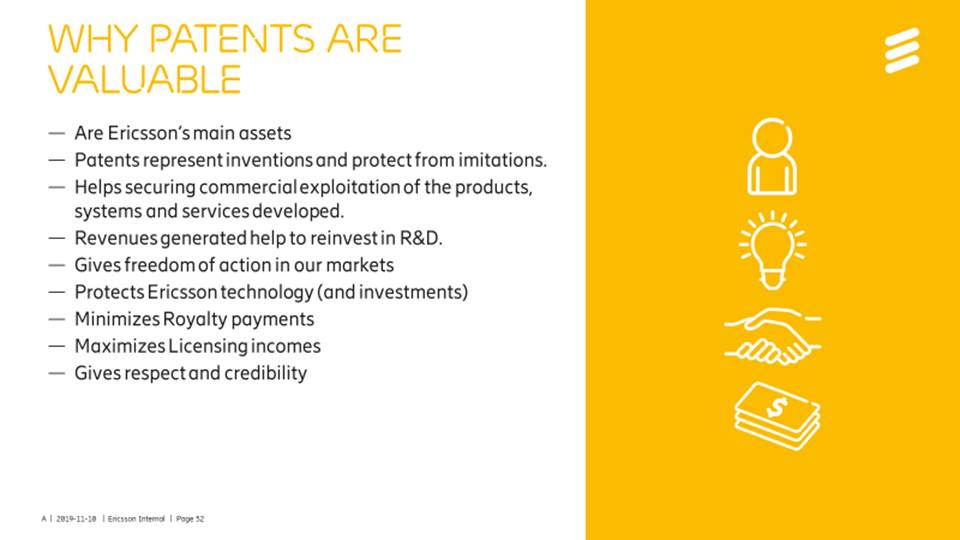 WHY PATENTS ARE
VALUABLE
— Are Ericsson's main assets
— Patents represent inventions and protect from imitations.
— Helps securing commercial exploitation of the products,
systems and services developed.
— Revenues generated help to reinvest in R&D.
— Gives freedom of action in our markets
— Protects Ericsson technology (and investments)
— Minimizes Royalty payments
— Maximizes Licensing incomes
— Gives respect and credibility
$
A | 2019-11-10 | Ericsson Internal | Page 52